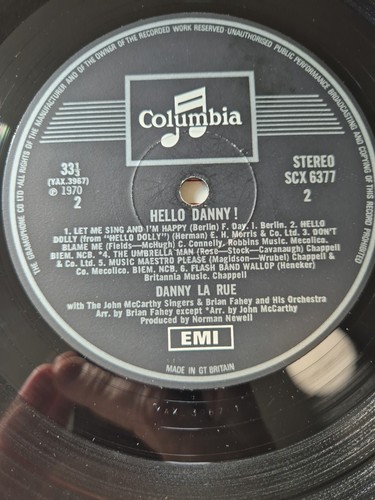 THE GRAMOPHONE CO LTD · ALL RIGHTS OF THE MANUFACTURER AND OF THE OWNER OF THE RECORDED WORK RESERVED · UNAUTHORISED PUBLIC PERFORMANCE BROADCASTING AND COPYING OF THIS RECORD PROHIBITED
Columbia
33⅓
(YAX.3967)
℗ 1970
2
STEREO
SCX 6377
2
HELLO DANNY!
1. LET ME SING AND I'M HAPPY (Berlin) F. Day. I. Berlin. 2. HELLO
DOLLY (from "HELLO DOLLY") (Herman) E. H. Morris & Co. Ltd. 3. DON'T
BLAME ME (Fields—McHugh) C. Connelly, Robbins Music. Mecolico.
BIEM. NCB. *4. THE UMBRELLA MAN (Rose—Stock—Cavanaugh) Chappell
& Co. Ltd. 5. MUSIC MAESTRO PLEASE (Magidson—Wrubel) Chappell &
Co. Mecolico. BIEM. NCB. 6. FLASH BANG WALLOP (Heneker)
Britannia Music. Chappell
DANNY LA RUE
with The John McCarthy Singers & Brian Fahey and his Orchestra
Arr. by Brian Fahey except *Arr. by John McCarthy
Produced by Norman Newell
EMI
MADE IN GT BRITAIN